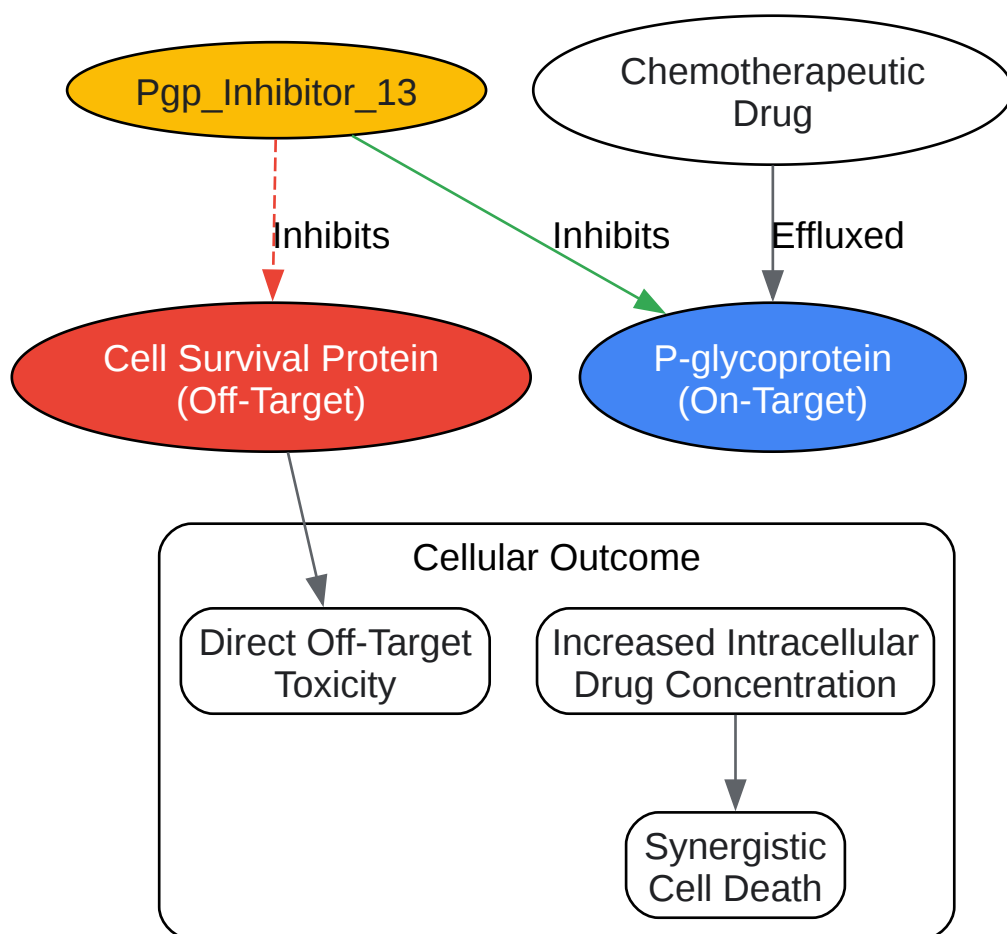 Pgp_Inhibitor_13
Chemotherapeutic
Drug
Inhibits
Inhibits
Effluxed
Cell Survival Protein
(Off-Target)
P-glycoprotein
(On-Target)
Cellular Outcome
Direct Off-Target
Toxicity
Increased Intracellular
Drug Concentration
Synergistic
Cell Death